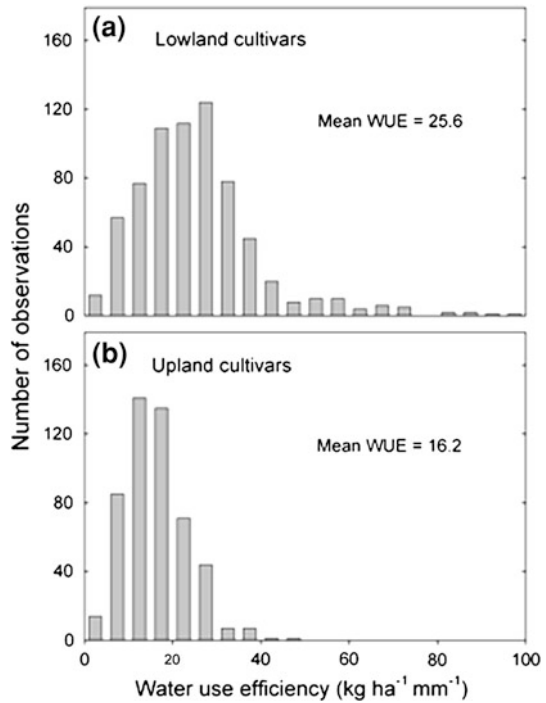 (a)
Lowland cultivars
Mean WUE = 25.6
160
120
80
40
0
(b)
Upland cultivars
Mean WUE = 16.2
160
120
80
40
0
Number of observations
0 20 40 60 80 100
Water use efficiency (kg ha⁻¹ mm⁻¹)